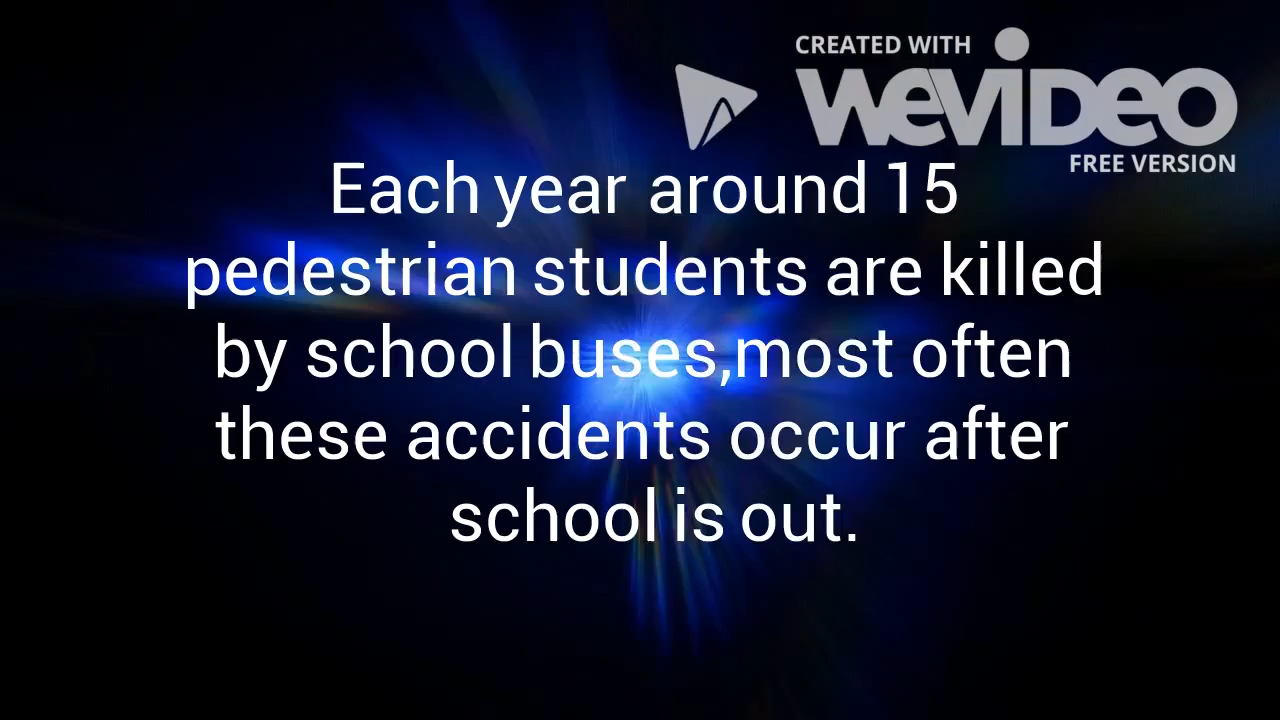 CREATED WITH
WEVIDEO
FREE VERSION
Each year around 15
pedestrian students are killed
by school buses,most often
these accidents occur after
school is out.